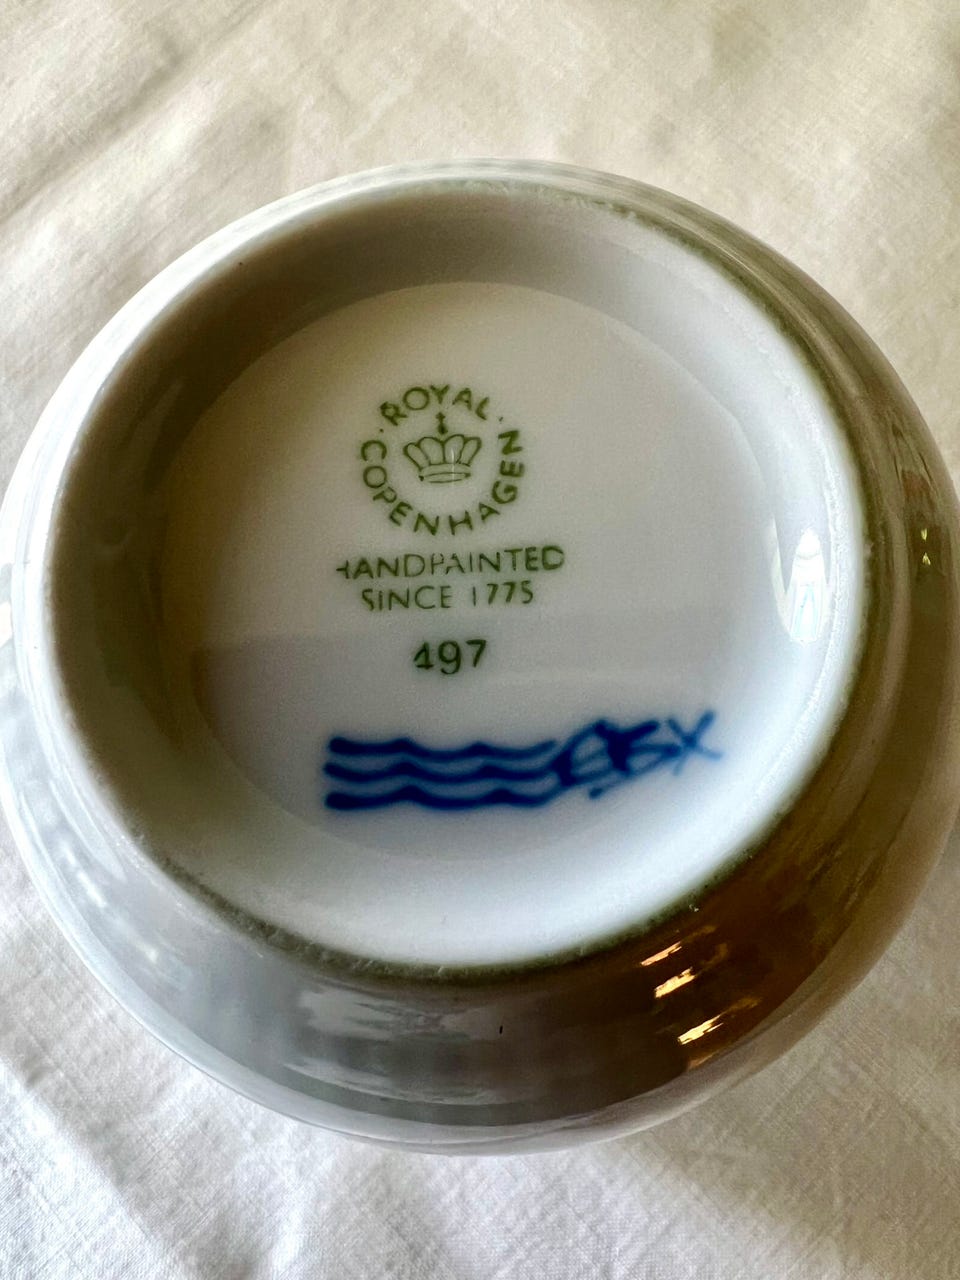 ROYAL
COPENHAGEN
HANDPAINTED
SINCE 1775
497